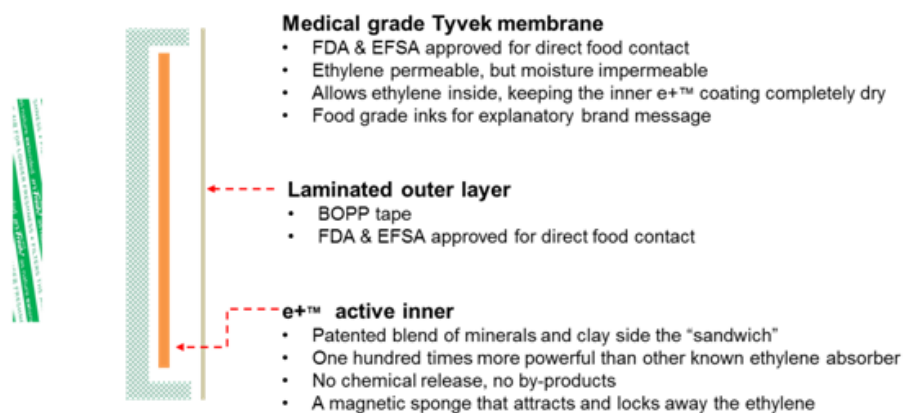 Medical grade Tyvek membrane
• FDA & EFSA approved for direct food contact
• Ethylene permeable, but moisture impermeable
• Allows ethylene inside, keeping the inner e+™ coating completely dry
• Food grade inks for explanatory brand message
Laminated outer layer
• BOPP tape
• FDA & EFSA approved for direct food contact
e+™ active inner
• Patented blend of minerals and clay side the “sandwich”
• One hundred times more powerful than other known ethylene absorber
• No chemical release, no by-products
• A magnetic sponge that attracts and locks away the ethylene